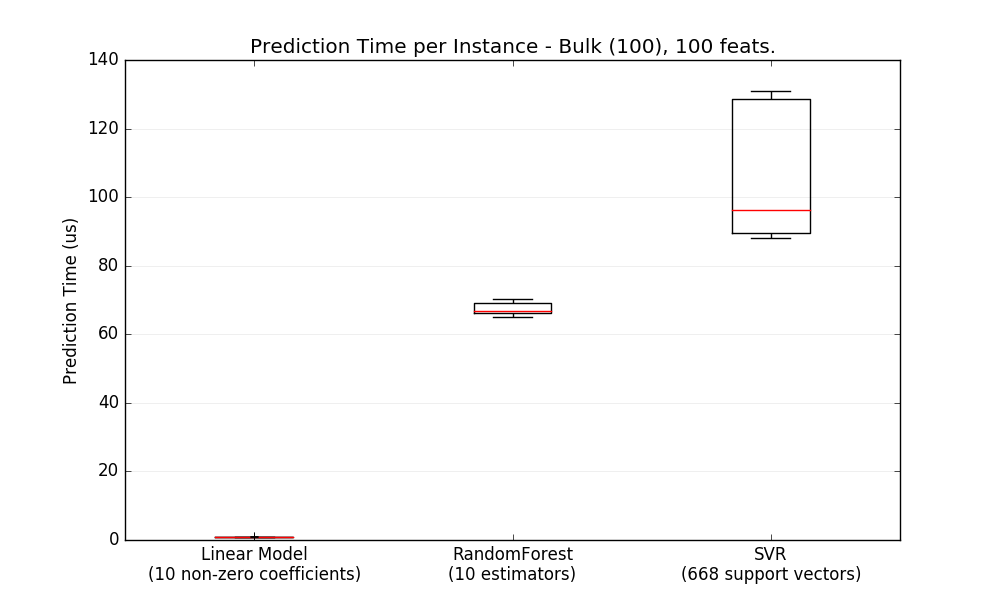 Prediction Time per Instance - Bulk (100), 100 feats.
140
120
100
80
60
40
20
0
Prediction Time (us)
Linear Model
(10 non-zero coefficients)
RandomForest
(10 estimators)
SVR
(668 support vectors)